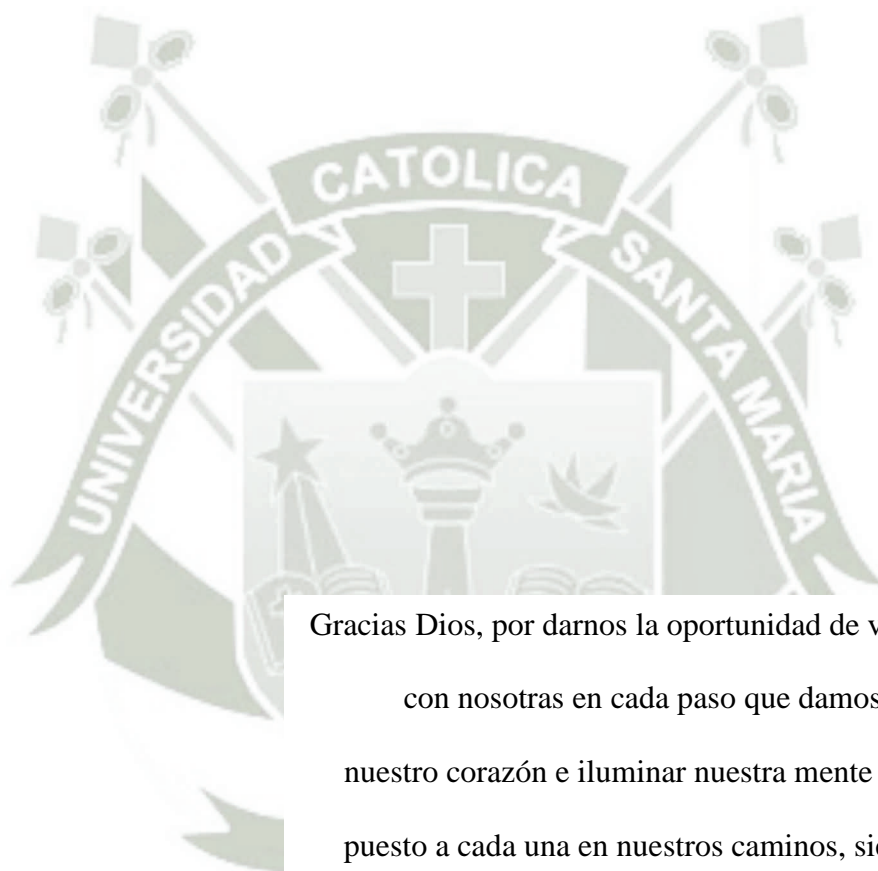 UNIVERSIDAD CATOLICA SANTA MARIA
Gracias Dios, por darnos la oportunidad de v
con nosotras en cada paso que damos
nuestro corazón e iluminar nuestra mente
puesto a cada una en nuestros caminos, sie